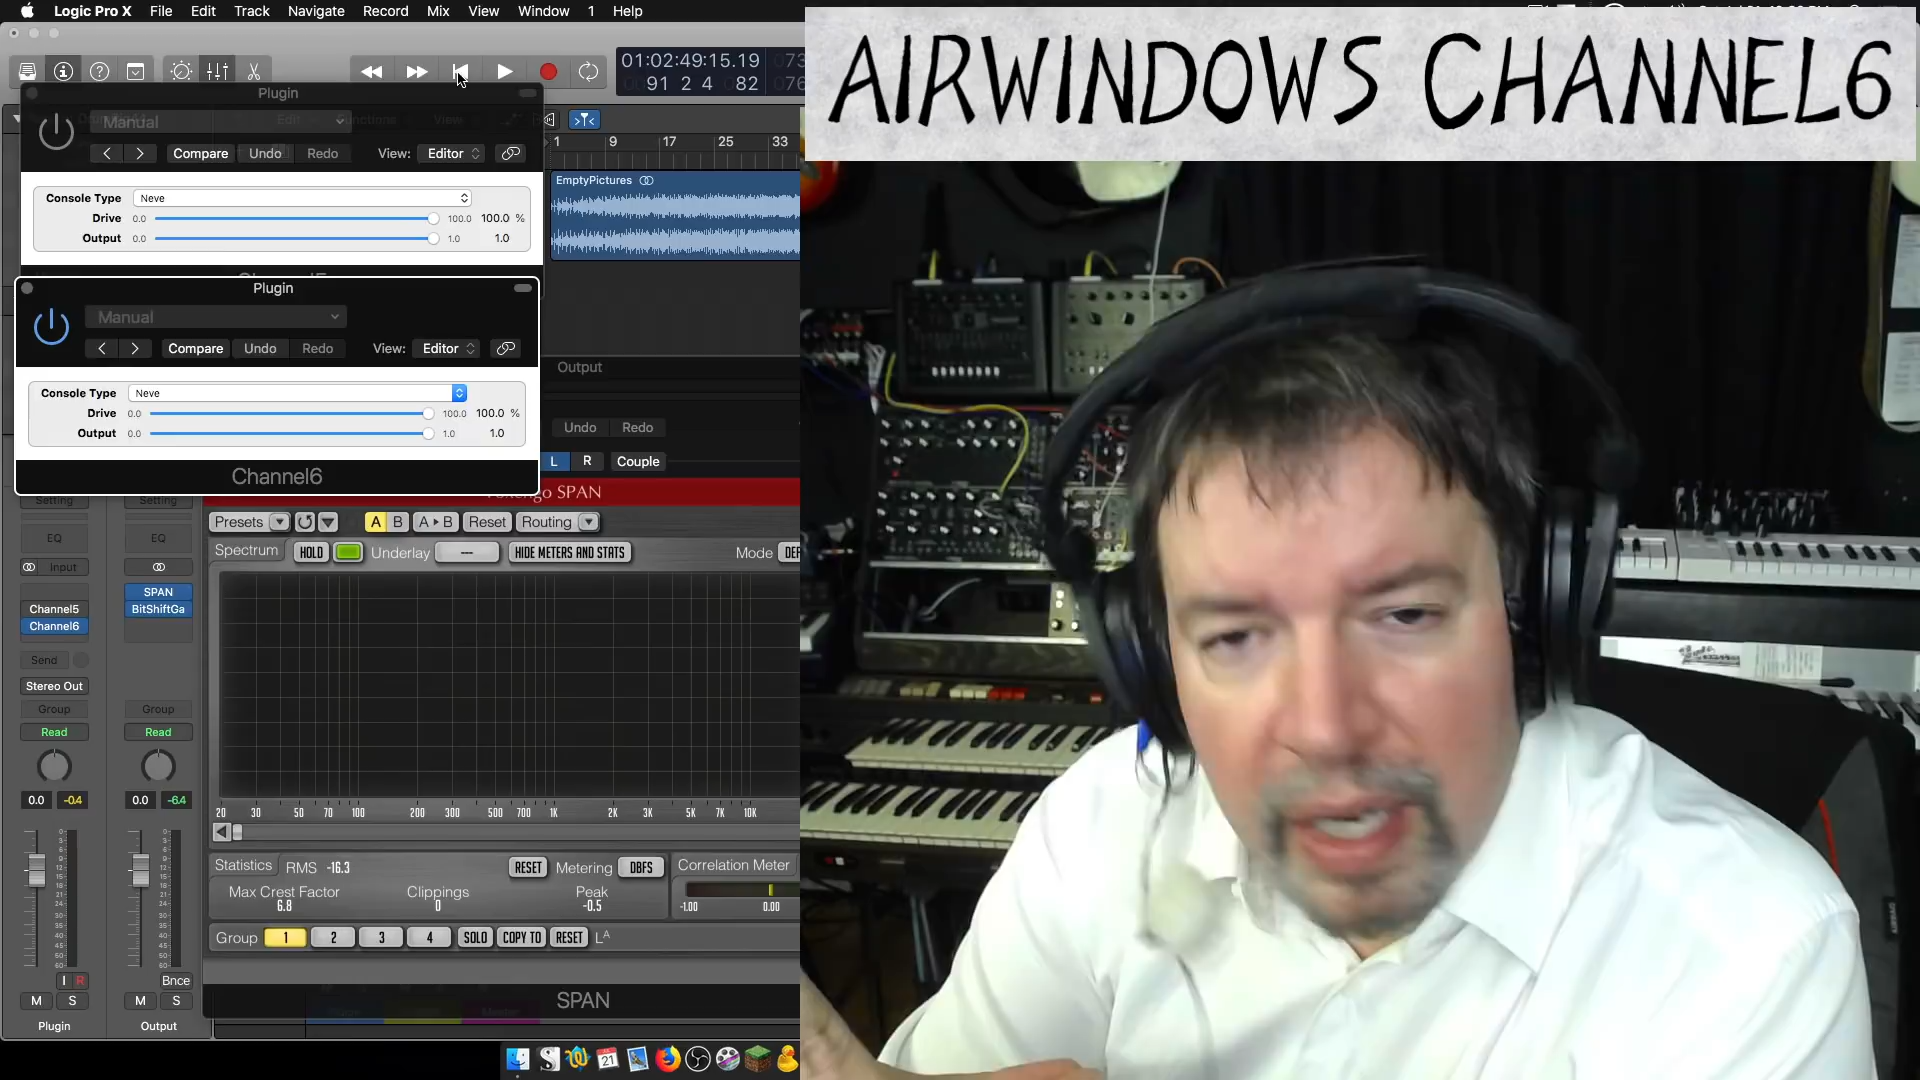 Logic Pro X File Edit Track Navigate Record Mix View Window 1 Help
AIRWINDOWS CHANNEL6
01:02:49:15.19
91 2 4 82
Plugin
Manual
Compare Undo Redo View: Editor
1 9 17 25 33
EmptyPictures
Console Type Neve
Drive 0.0 100.0 100.0 %
Output 0.0 1.0 1.0
Plugin
Manual
Compare Undo Redo View: Editor
Output
Console Type Neve
Drive 0.0 100.0 100.0 %
Output 0.0 1.0 1.0
Undo Redo
L R Couple
Channel6
SPAN
Setting Setting
Presets A B A▸B Reset Routing
EQ EQ
Spectrum HOLD Underlay --- HIDE METERS AND STATS Mode
Input
SPAN
Channel5 BitShiftGa
Channel6
Send
Stereo Out
Group Group
Read Read
0.0 -0.4 0.0 -6.4
20 30 50 70 100 200 300 500 700 1K 2K 3K 5K 7K 10K
Statistics RMS -16.3 RESET Metering DBFS Correlation Meter
Max Crest Factor Clippings Peak
6.8 0 -0.5 -1.00 0.00
Group 1 2 3 4 SOLO COPY TO RESET LA
I R Bnce
M S M S
SPAN
Plugin Output
21